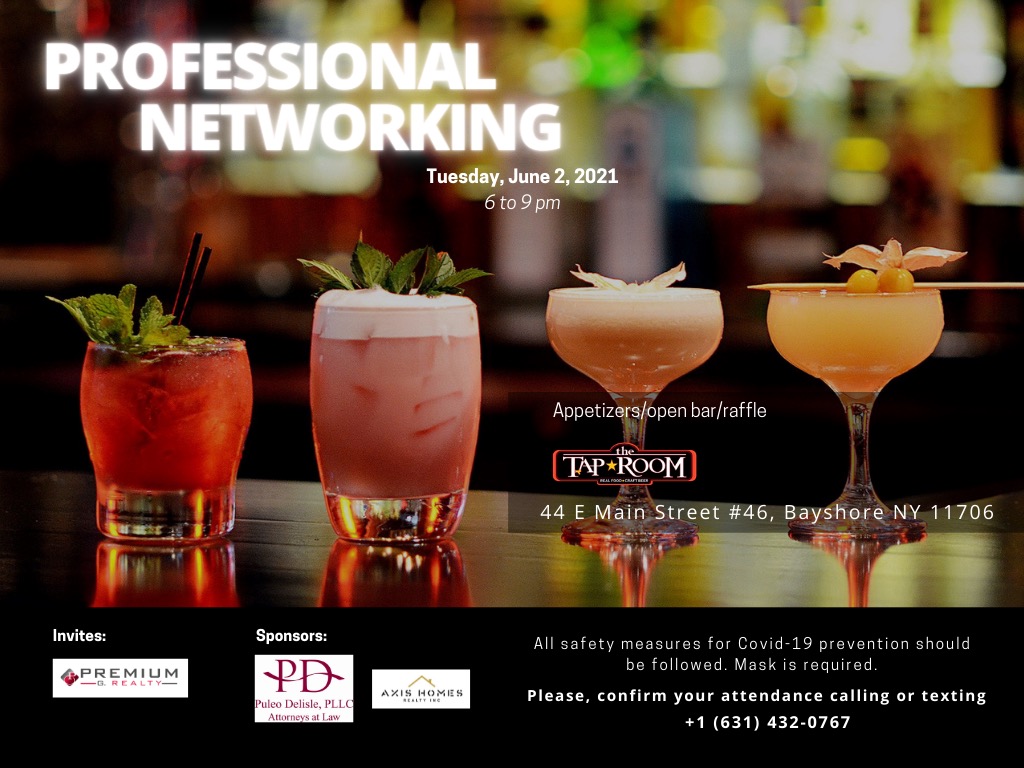 PROFESSIONAL
NETWORKING
Tuesday, June 2, 2021
6 to 9 pm
Appetizers/open bar/raffle
the
TAP ROOM
REAL FOOD • CRAFT BEER
44 E Main Street #46, Bayshore NY 11706
Invites:
PREMIUM
G. REALTY
Sponsors:
PD
Puleo Delisle, PLLC
Attorneys at Law
AXIS HOMES
REALTY INC
All safety measures for Covid-19 prevention should
be followed. Mask is required.
Please, confirm your attendance calling or texting
+1 (631) 432-0767